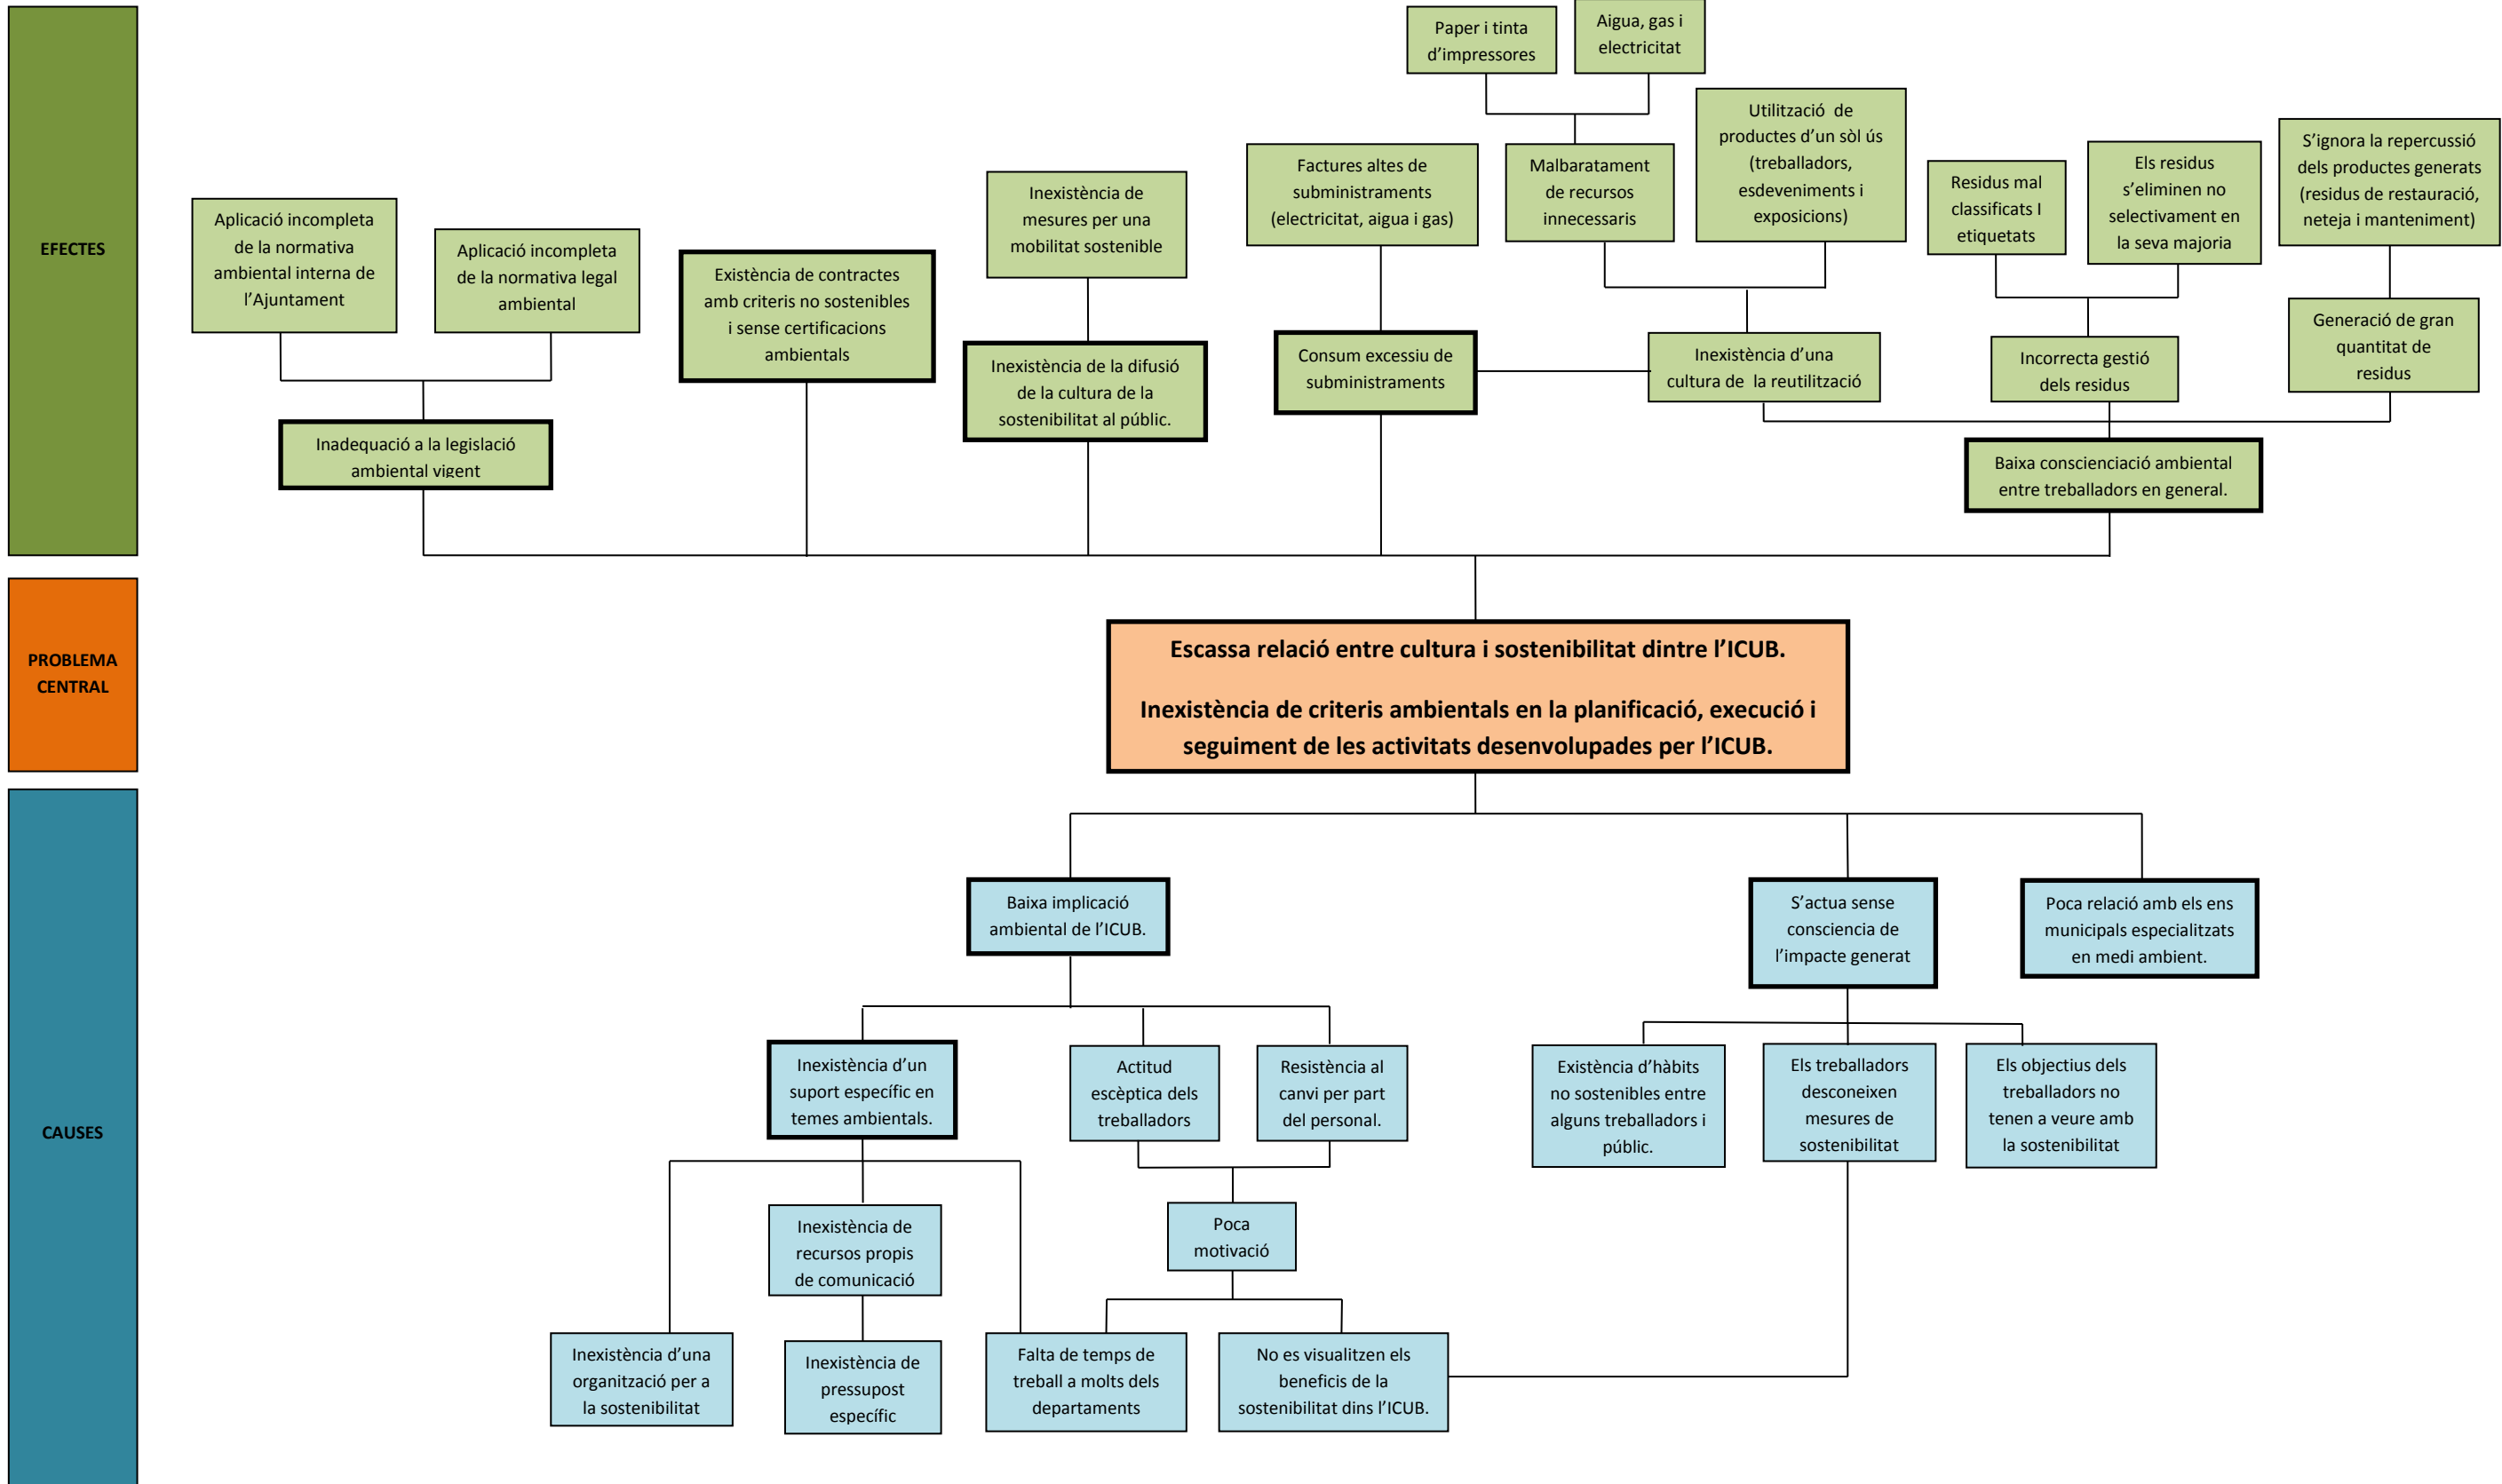 EFECTES
Paper i tinta
d’impressores
Aigua, gas i
electricitat
Aplicació incompleta
de la normativa
ambiental interna de
l’Ajuntament
Aplicació incompleta
de la normativa legal
ambiental
Existència de contractes
amb criteris no sostenibles
i sense certificacions
ambientals
Inexistència de
mesures per una
mobilitat sostenible
Factures altes de
subministraments
(electricitat, aigua i gas)
Malbaratament
de recursos
innecessaris
Utilització  de
productes d’un sòl ús
(treballadors,
esdeveniments i
exposicions)
Residus mal
classificats I
etiquetats
Els residus
s’eliminen no
selectivament en
la seva majoria
S’ignora la repercussió
dels productes generats
(residus de restauració,
neteja i manteniment)
Inadequació a la legislació
ambiental vigent
Inexistència de la difusió
de la cultura de la
sostenibilitat al públic.
Consum excessiu de
subministraments
Inexistència d’una
cultura de  la reutilització
Incorrecta gestió
dels residus
Generació de gran
quantitat de
residus
Baixa conscienciació ambiental
entre treballadors en general.
PROBLEMA
CENTRAL
Escassa relació entre cultura i sostenibilitat dintre l’ICUB.
Inexistència de criteris ambientals en la planificació, execució i
seguiment de les activitats desenvolupades per l’ICUB.
CAUSES
Baixa implicació
ambiental de l’ICUB.
S’actua sense
consciencia de
l’impacte generat
Poca relació amb els ens
municipals especialitzats
en medi ambient.
Inexistència d’un
suport específic en
temes ambientals.
Actitud
escèptica dels
treballadors
Resistència al
canvi per part
del personal.
Existència d’hàbits
no sostenibles entre
alguns treballadors i
públic.
Els treballadors
desconeixen
mesures de
sostenibilitat
Els objectius dels
treballadors no
tenen a veure amb
la sostenibilitat
Inexistència de
recursos propis
de comunicació
Poca
motivació
Inexistència d’una
organització per a
la sostenibilitat
Inexistència de
pressupost
específic
Falta de temps de
treball a molts dels
departaments
No es visualitzen els
beneficis de la
sostenibilitat dins l’ICUB.